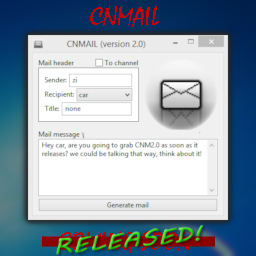 CNMAIL
CNMAIL (version 2.0)
Mail header
To channel
Sender: zi
Recipient: car
Title: none
Mail message
Hey car, are you going to grab CNM2.0 as soon as it
releases? we could be talking that way, think about it!
Generate mail
RELEASED!